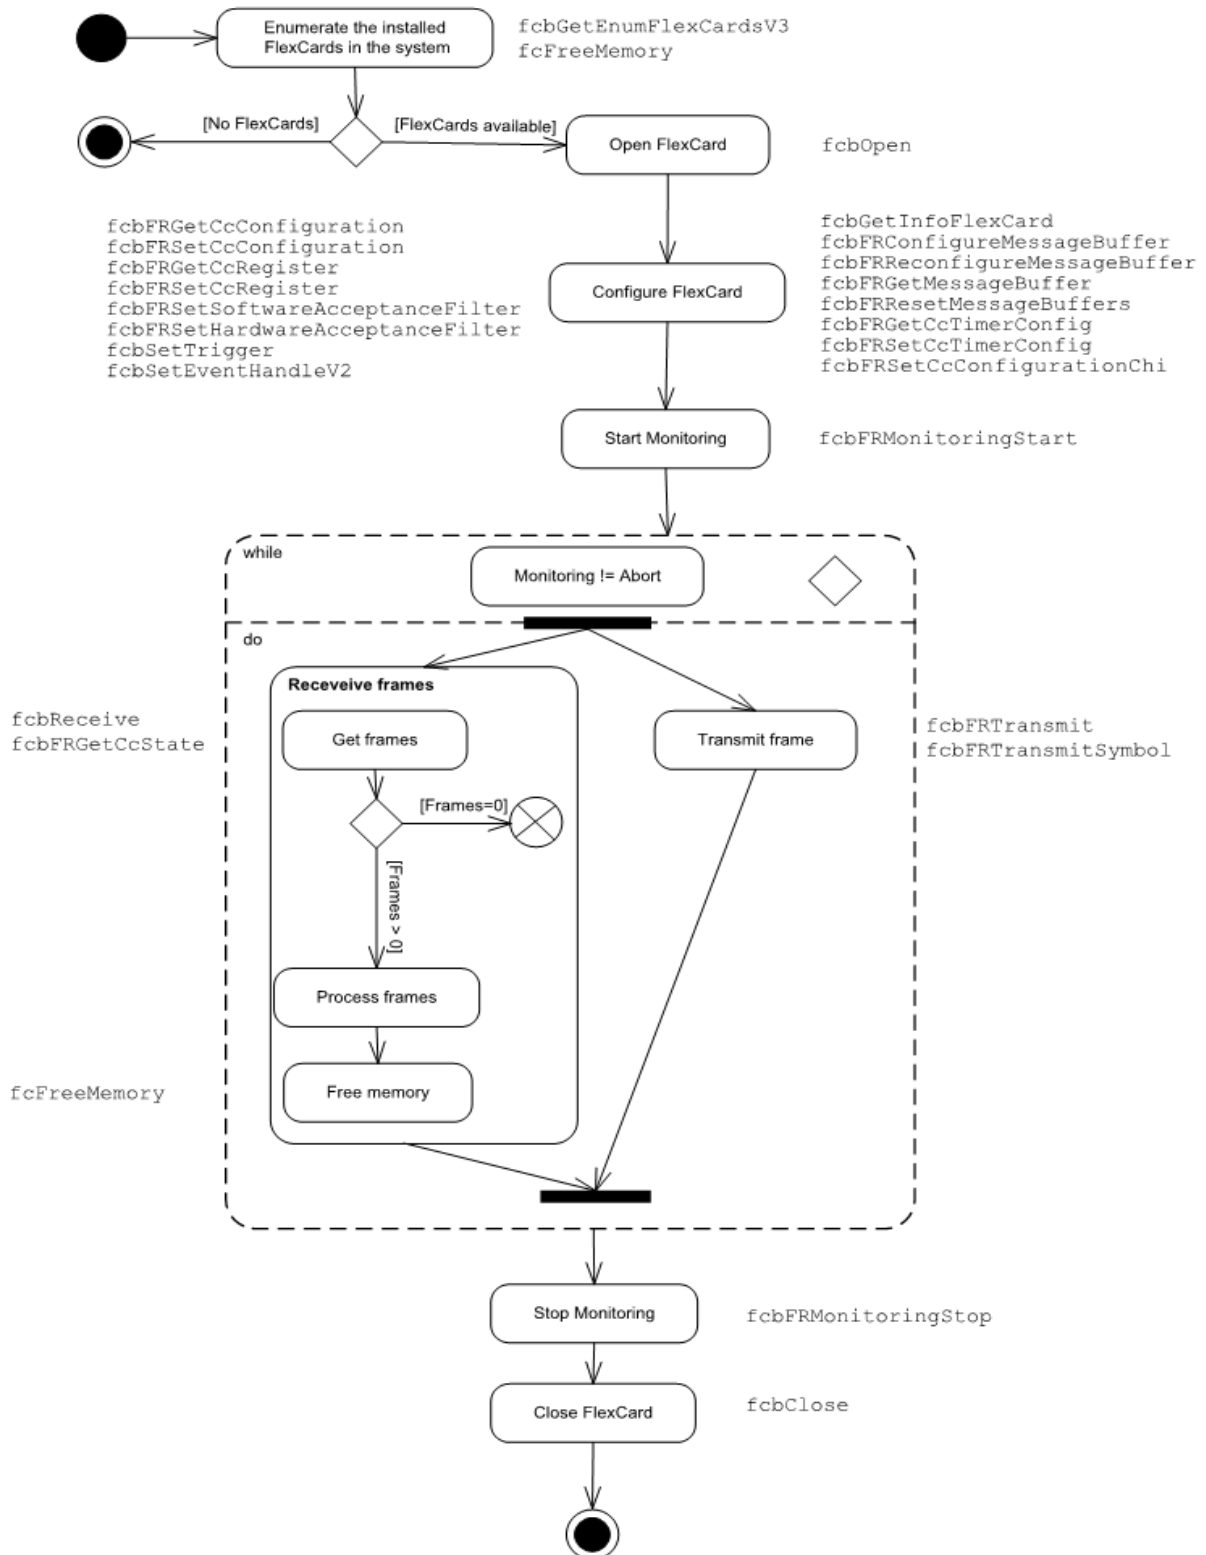 Enumerate the installed
FlexCards in the system
fcbGetEnumFlexCardsV3
fcFreeMemory
[No FlexCards]
[FlexCards available]
Open FlexCard
fcbOpen
fcbFRGetCcConfiguration
fcbFRSetCcConfiguration
fcbFRGetCcRegister
fcbFRSetCcRegister
fcbFRSetSoftwareAcceptanceFilter
fcbFRSetHardwareAcceptanceFilter
fcbSetTrigger
fcbSetEventHandleV2
Configure FlexCard
fcbGetInfoFlexCard
fcbFRConfigureMessageBuffer
fcbFRReconfigureMessageBuffer
fcbFRGetMessageBuffer
fcbFRResetMessageBuffers
fcbFRGetCcTimerConfig
fcbFRSetCcTimerConfig
fcbFRSetCcConfigurationChi
Start Monitoring
fcbFRMonitoringStart
while
Monitoring != Abort
do
Receveive frames
fcbReceive
fcbFRGetCcState
Get frames
Transmit frame
fcbFRTransmit
fcbFRTransmitSymbol
[Frames=0]
[Frames > 0]
Process frames
fcFreeMemory
Free memory
Stop Monitoring
fcbFRMonitoringStop
Close FlexCard
fcbClose